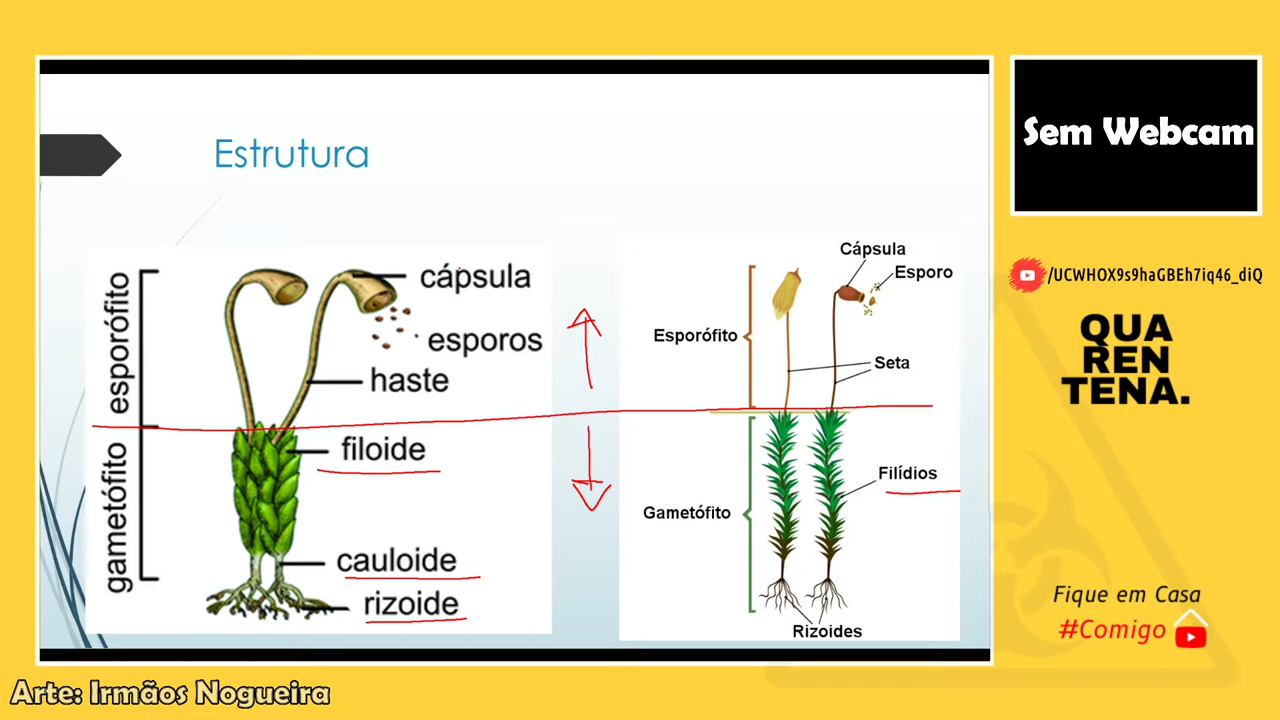 Estrutura
esporófito
gametófito
cápsula
esporos
haste
filoide
cauloide
rizoide
Cápsula
Esporo
Esporófito
Seta
Filídios
Gametófito
Rizoides
Sem Webcam
/UCWHOX9s9haGBEh7iq46_diQ
QUA
REN
TENA.
Fique em Casa
#Comigo
Arte: Irmãos Nogueira